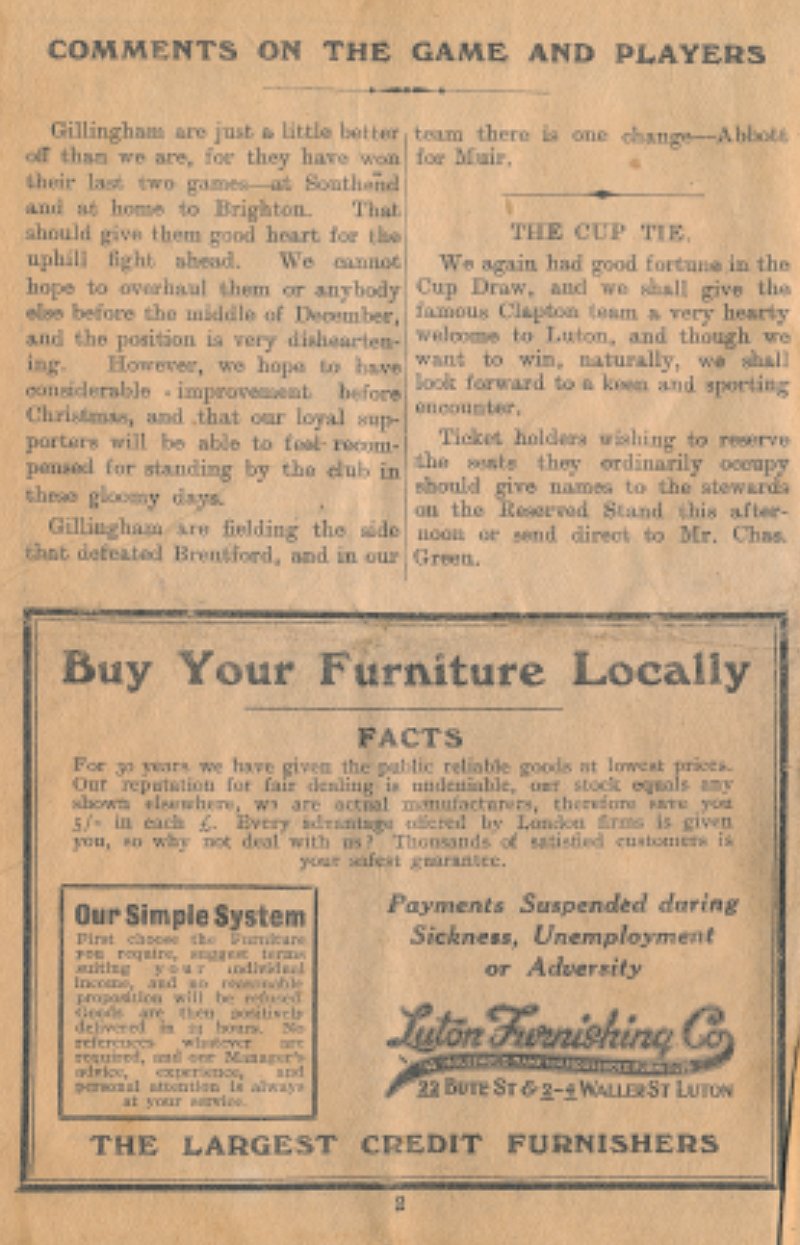 COMMENTS ON THE GAME AND PLAYERS
Gillingham are just a little better
off than we are, for they have won
their last two games—at Southend
and at home to Brighton. That
should give them good heart for the
uphill fight ahead. We cannot
hope to overhaul them or anybody
else before the middle of December,
and the position is very dishearten-
ing. However, we hope to have
considerable improvement before
Christmas, and that our loyal sup-
porters will be able to feel recom-
pensed for standing by the club in
these gloomy days.
Gillingham are fielding the side
that defeated Brentford, and in our
team there is one change—Abbott
for Muir.
THE CUP TIE.
We again had good fortune in the
Cup Draw, and we shall give the
famous Clapton team a very hearty
welcome to Luton, and though we
want to win, naturally, we shall
look forward to a keen and sporting
encounter.
Ticket holders wishing to reserve
the seats they ordinarily occupy
should give names to the stewards
on the Reserved Stand this after-
noon or send direct to Mr. Chas.
Green.
Buy Your Furniture Locally
FACTS
For 30 years we have given the public reliable goods at lowest prices.
Our reputation for fair dealing is undeniable, our stock equals any
shown elsewhere, we are actual manufacturers, therefore save you
5/- in each £. Every advantage offered by London firms is given
you, so why not deal with us? Thousands of satisfied customers is
your safest guarantee.
Our Simple System
First choose the Furniture
you require, suggest terms
suiting your individual
income, and no reasonable
proposition will be refused
Goods are then positively
delivered in 24 hours. No
references whatever are
required, and our Manager's
advice, experience, and
personal attention is always
at your service.
Payments Suspended during
Sickness, Unemployment
or Adversity
Luton Furnishing Co
22 BUTE ST & 2-4 WALLER ST LUTON
THE LARGEST CREDIT FURNISHERS
2